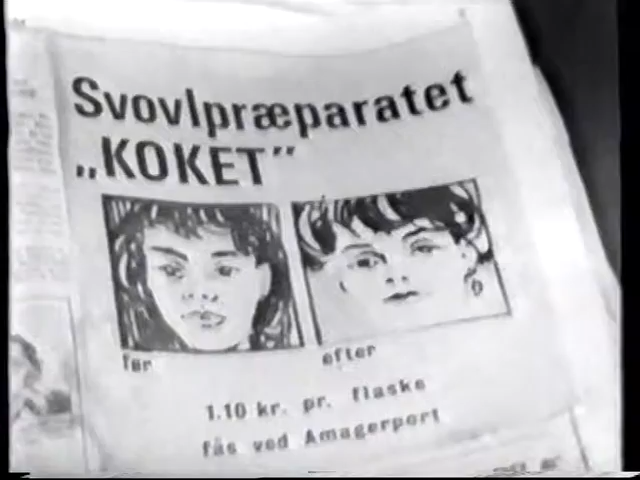 Svovlpræparatet
„KOKET”
før
efter
1.10 kr. pr. flaske
fås ved Amagerport